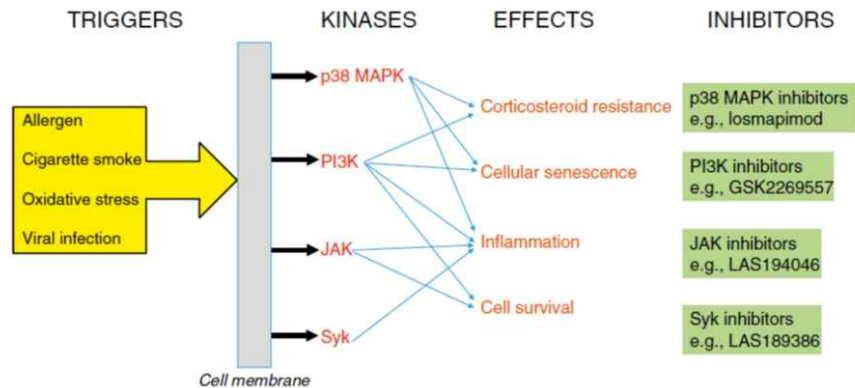 TRIGGERS KINASES EFFECTS INHIBITORS
Allergen
Cigarette smoke
Oxidative stress
Viral infection
Cell membrane
p38 MAPK
PI3K
JAK
Syk
Corticosteroid resistance
Cellular senescence
Inflammation
Cell survival
p38 MAPK inhibitors
e.g., losmapimod
PI3K inhibitors
e.g., GSK2269557
JAK inhibitors
e.g., LAS194046
Syk inhibitors
e.g., LAS189386